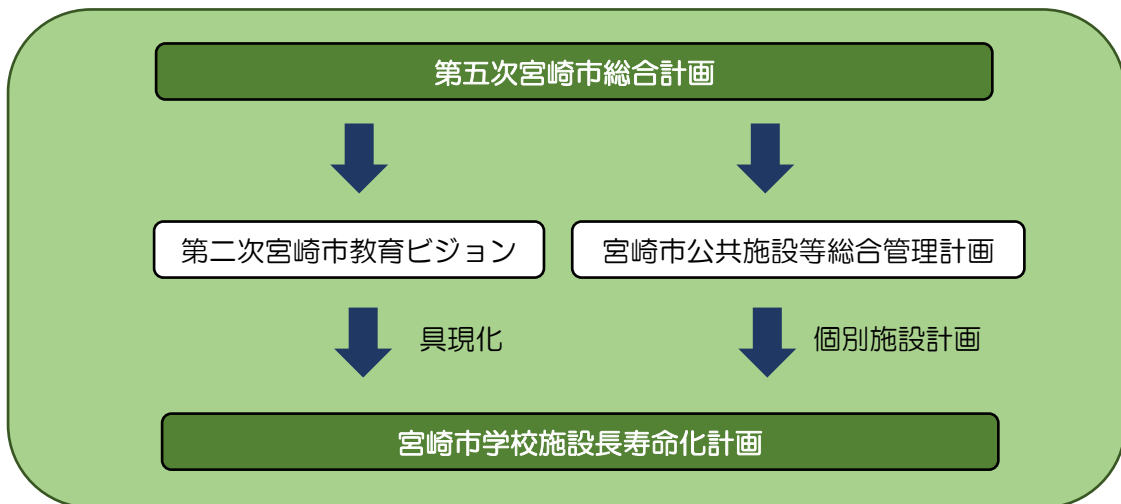 第五次宮崎市総合計画
第二次宮崎市教育ビジョン
宮崎市公共施設等総合管理計画
具現化
個別施設計画
宮崎市学校施設長寿命化計画